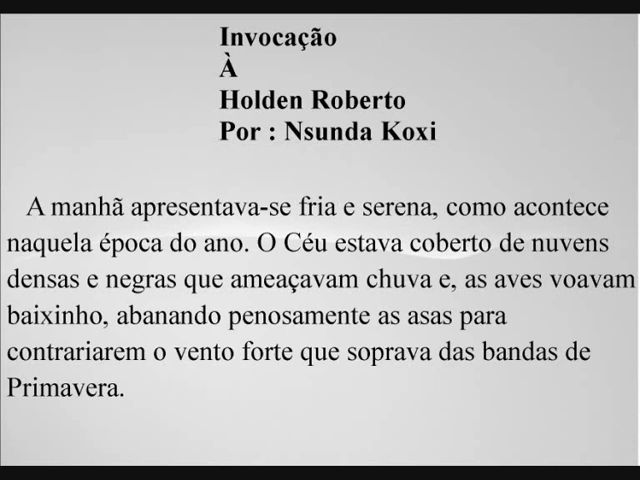 Invocação
À
Holden Roberto
Por : Nsunda Koxi
A manhã apresentava-se fria e serena, como acontece
naquela época do ano. O Céu estava coberto de nuvens
densas e negras que ameaçavam chuva e, as aves voavam
baixinho, abanando penosamente as asas para
contrariarem o vento forte que soprava das bandas de
Primavera.